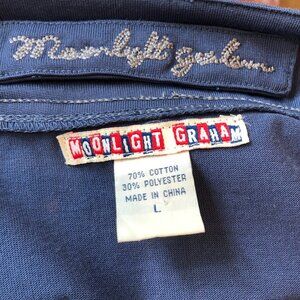 Moonlight Graham
MOONLIGHT GRAHAM
70% COTTON
30% POLYESTER
MADE IN CHINA
L